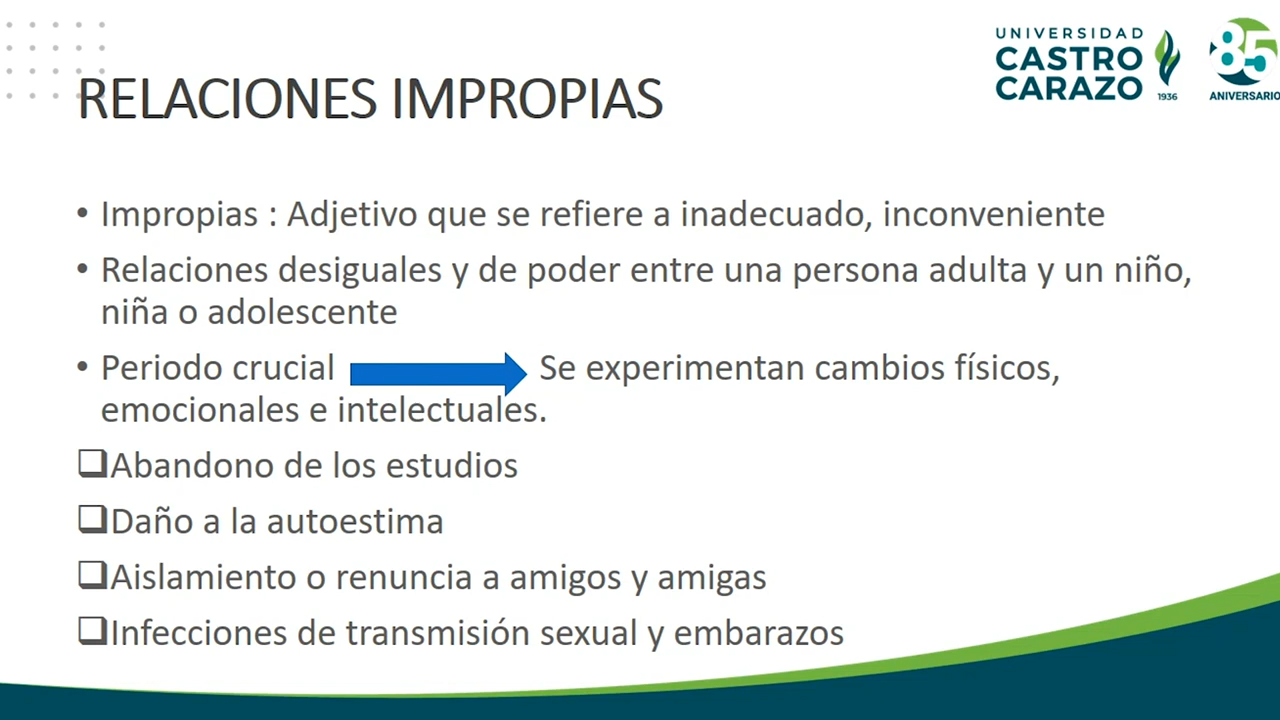 UNIVERSIDAD
CASTRO
CARAZO
1936
85
ANIVERSARIO
RELACIONES IMPROPIAS
• Impropias : Adjetivo que se refiere a inadecuado, inconveniente
• Relaciones desiguales y de poder entre una persona adulta y un niño,
niña o adolescente
• Periodo crucial Se experimentan cambios físicos,
emocionales e intelectuales.
❑Abandono de los estudios
❑Daño a la autoestima
❑Aislamiento o renuncia a amigos y amigas
❑Infecciones de transmisión sexual y embarazos